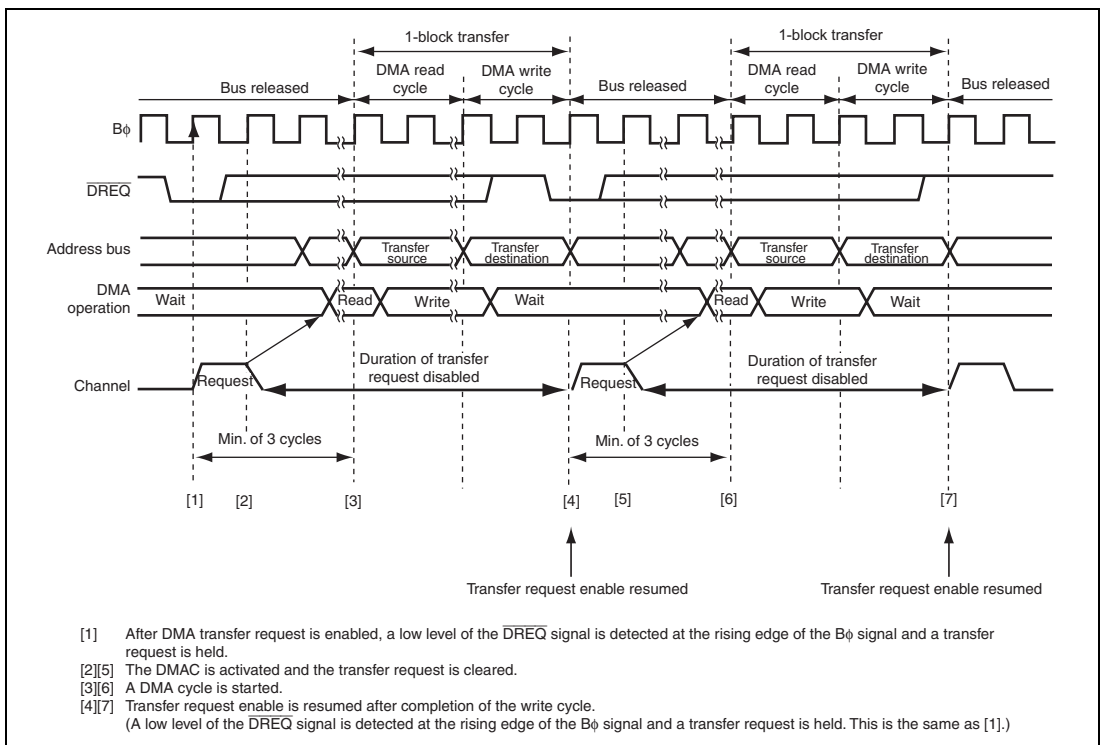 1-block transfer
1-block transfer
Bus released
DMA read cycle
DMA write cycle
Bus released
DMA read cycle
DMA write cycle
Bus released
Bϕ
DREQ
Address bus
Transfer source
Transfer destination
Transfer source
Transfer destination
DMA operation
Wait
Read
Write
Wait
Read
Write
Wait
Channel
Request
Duration of transfer request disabled
Request
Duration of transfer request disabled
Min. of 3 cycles
Min. of 3 cycles
[1]
[2]
[3]
[4]
[5]
[6]
[7]
Transfer request enable resumed
Transfer request enable resumed
[1] After DMA transfer request is enabled, a low level of the DREQ signal is detected at the rising edge of the Bϕ signal and a transfer
request is held.
[2][5] The DMAC is activated and the transfer request is cleared.
[3][6] A DMA cycle is started.
[4][7] Transfer request enable is resumed after completion of the write cycle.
(A low level of the DREQ signal is detected at the rising edge of the Bϕ signal and a transfer request is held. This is the same as [1].)